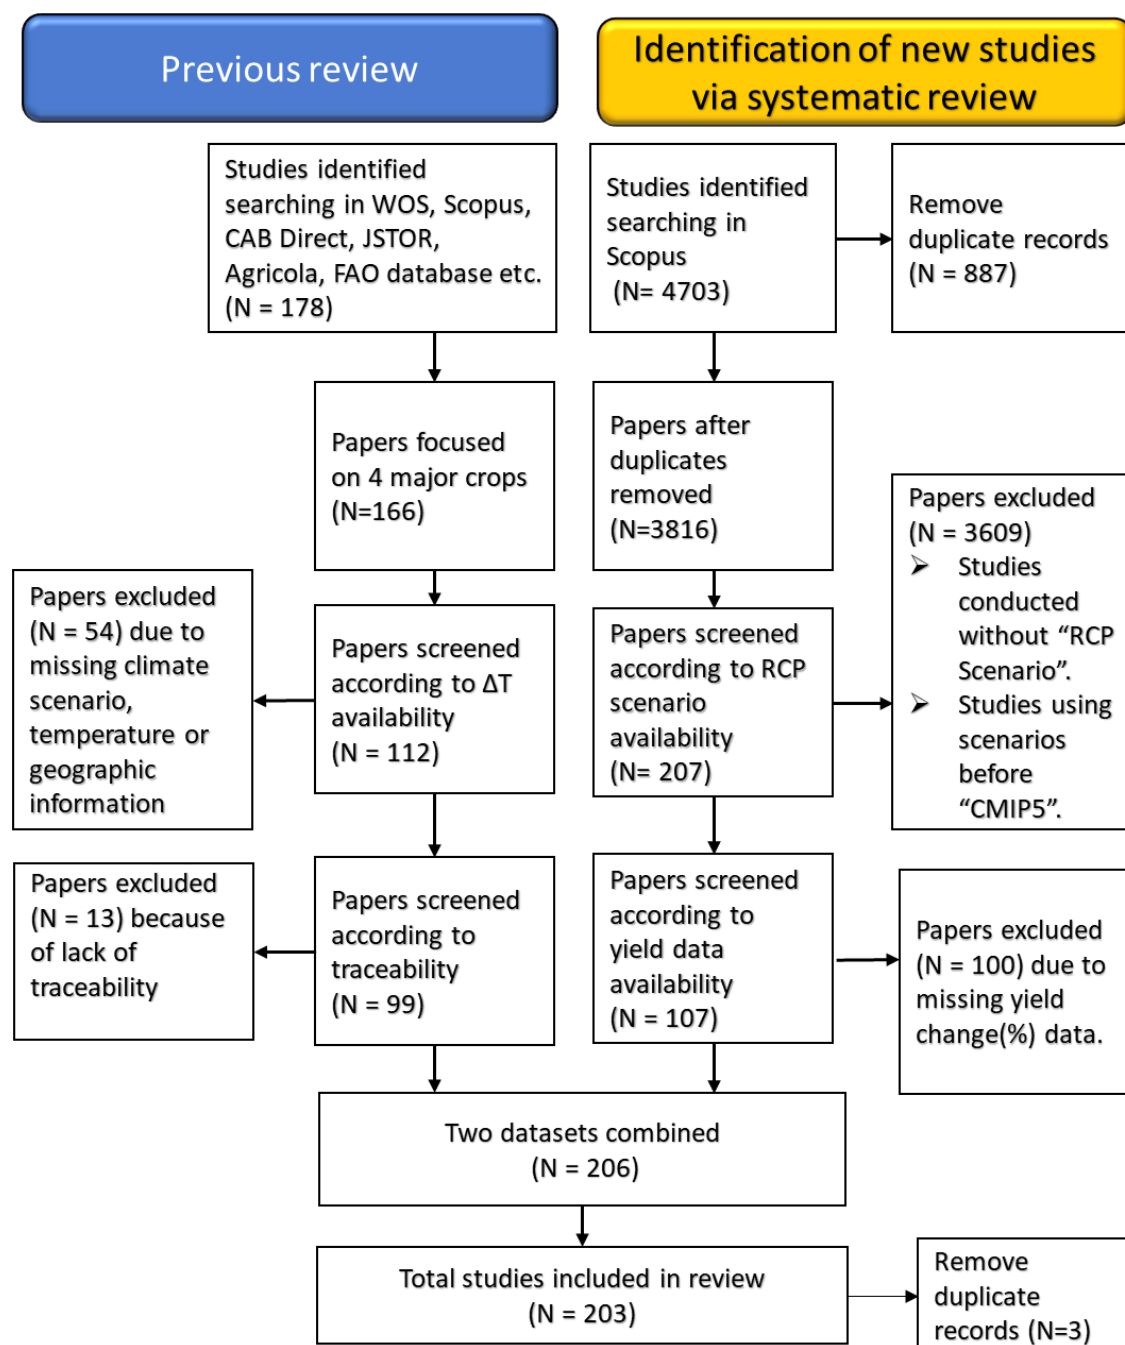 Previous review
Identification of new studies
via systematic review
Studies identified
searching in WOS, Scopus,
CAB Direct, JSTOR,
Agricola, FAO database etc.
(N = 178)
Studies identified
searching in
Scopus
(N= 4703)
Remove
duplicate records
(N = 887)
Papers focused
on 4 major crops
(N=166)
Papers after
duplicates
removed
(N=3816)
Papers excluded
(N = 3609)
➢ Studies
conducted
without “RCP
Scenario”.
➢ Studies using
scenarios
before
“CMIP5”.
Papers excluded
(N = 54) due to
missing climate
scenario,
temperature or
geographic
information
Papers screened
according to ΔT
availability
(N = 112)
Papers screened
according to RCP
scenario
availability
(N= 207)
Papers excluded
(N = 13) because
of lack of
traceability
Papers screened
according to
traceability
(N = 99)
Papers screened
according to
yield data
availability
(N = 107)
Papers excluded
(N = 100) due to
missing yield
change(%) data.
Two datasets combined
(N = 206)
Total studies included in review
(N = 203)
Remove
duplicate
records (N=3)